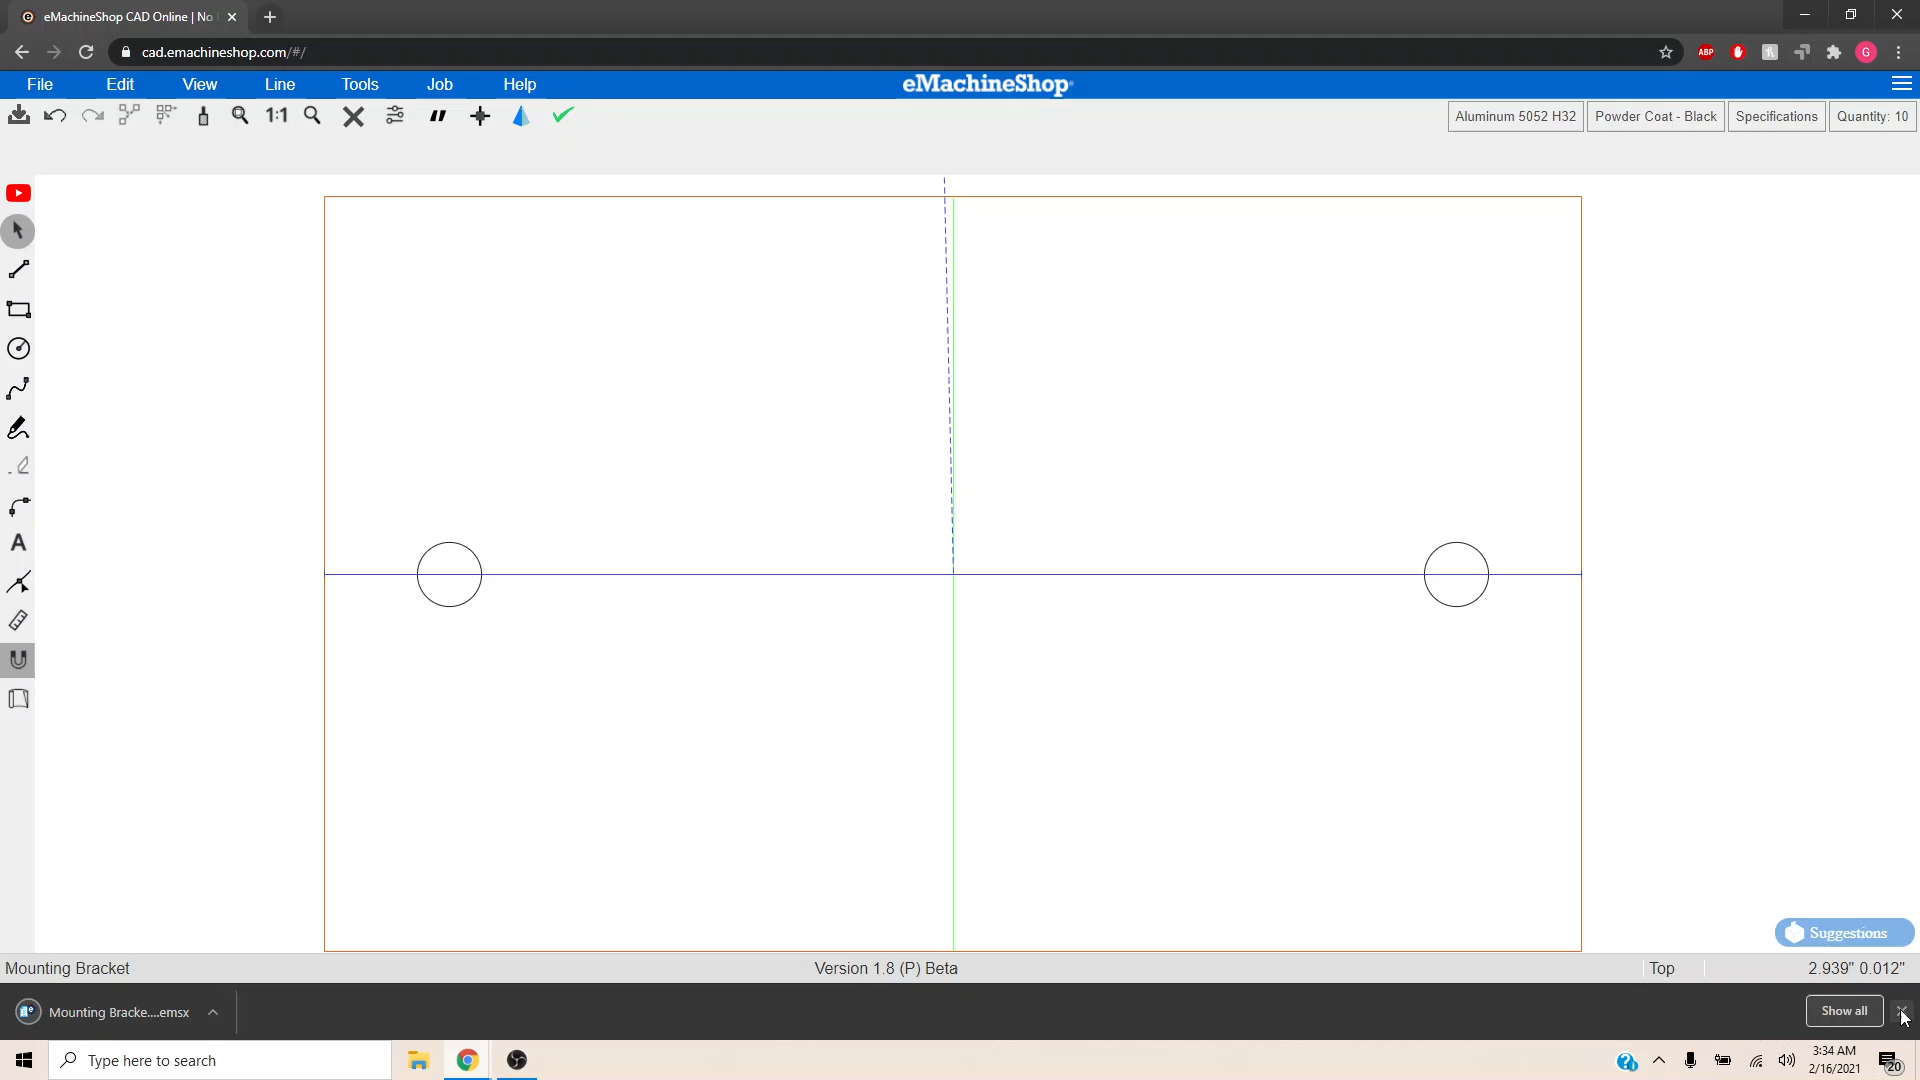 eMachineShop CAD Online | No
cad.emachineshop.com/#/
ABP
G
File Edit View Line Tools Job Help
eMachineShop
1:1
Aluminum 5052 H32
Powder Coat - Black
Specifications
Quantity: 10
A
Suggestions
Mounting Bracket
Version 1.8 (P) Beta
Top
2.939" 0.012"
Mounting Bracke....emsx
Show all
Type here to search
3:34 AM
2/16/2021
20